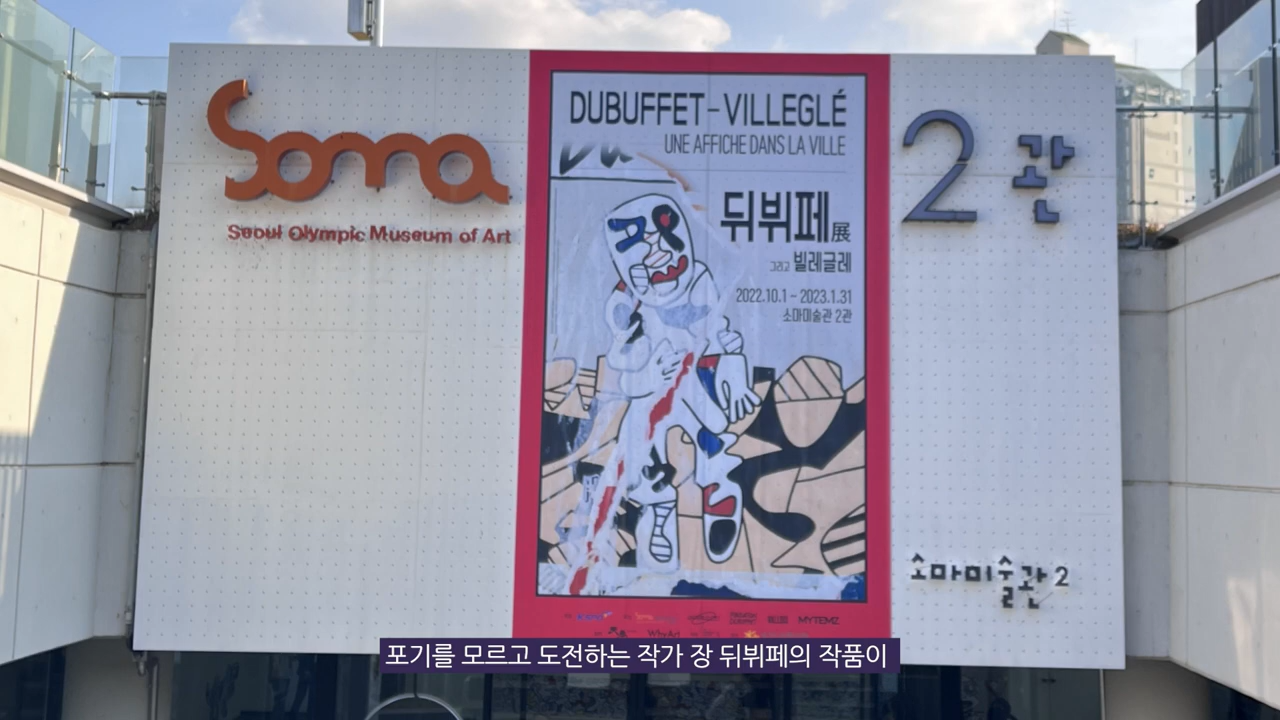 Soma
Seoul Olympic Museum of Art
DUBUFFET-VILLEGLÉ
UNE AFFICHE DANS LA VILLE
뒤뷔페展
그리고 빌레글레
2022.10.1 – 2023.1.31
소마미술관 2관
2관
소마미술관2
MYTEMZ
WhyArt
포기를 모르고 도전하는 작가 장 뒤뷔페의 작품이